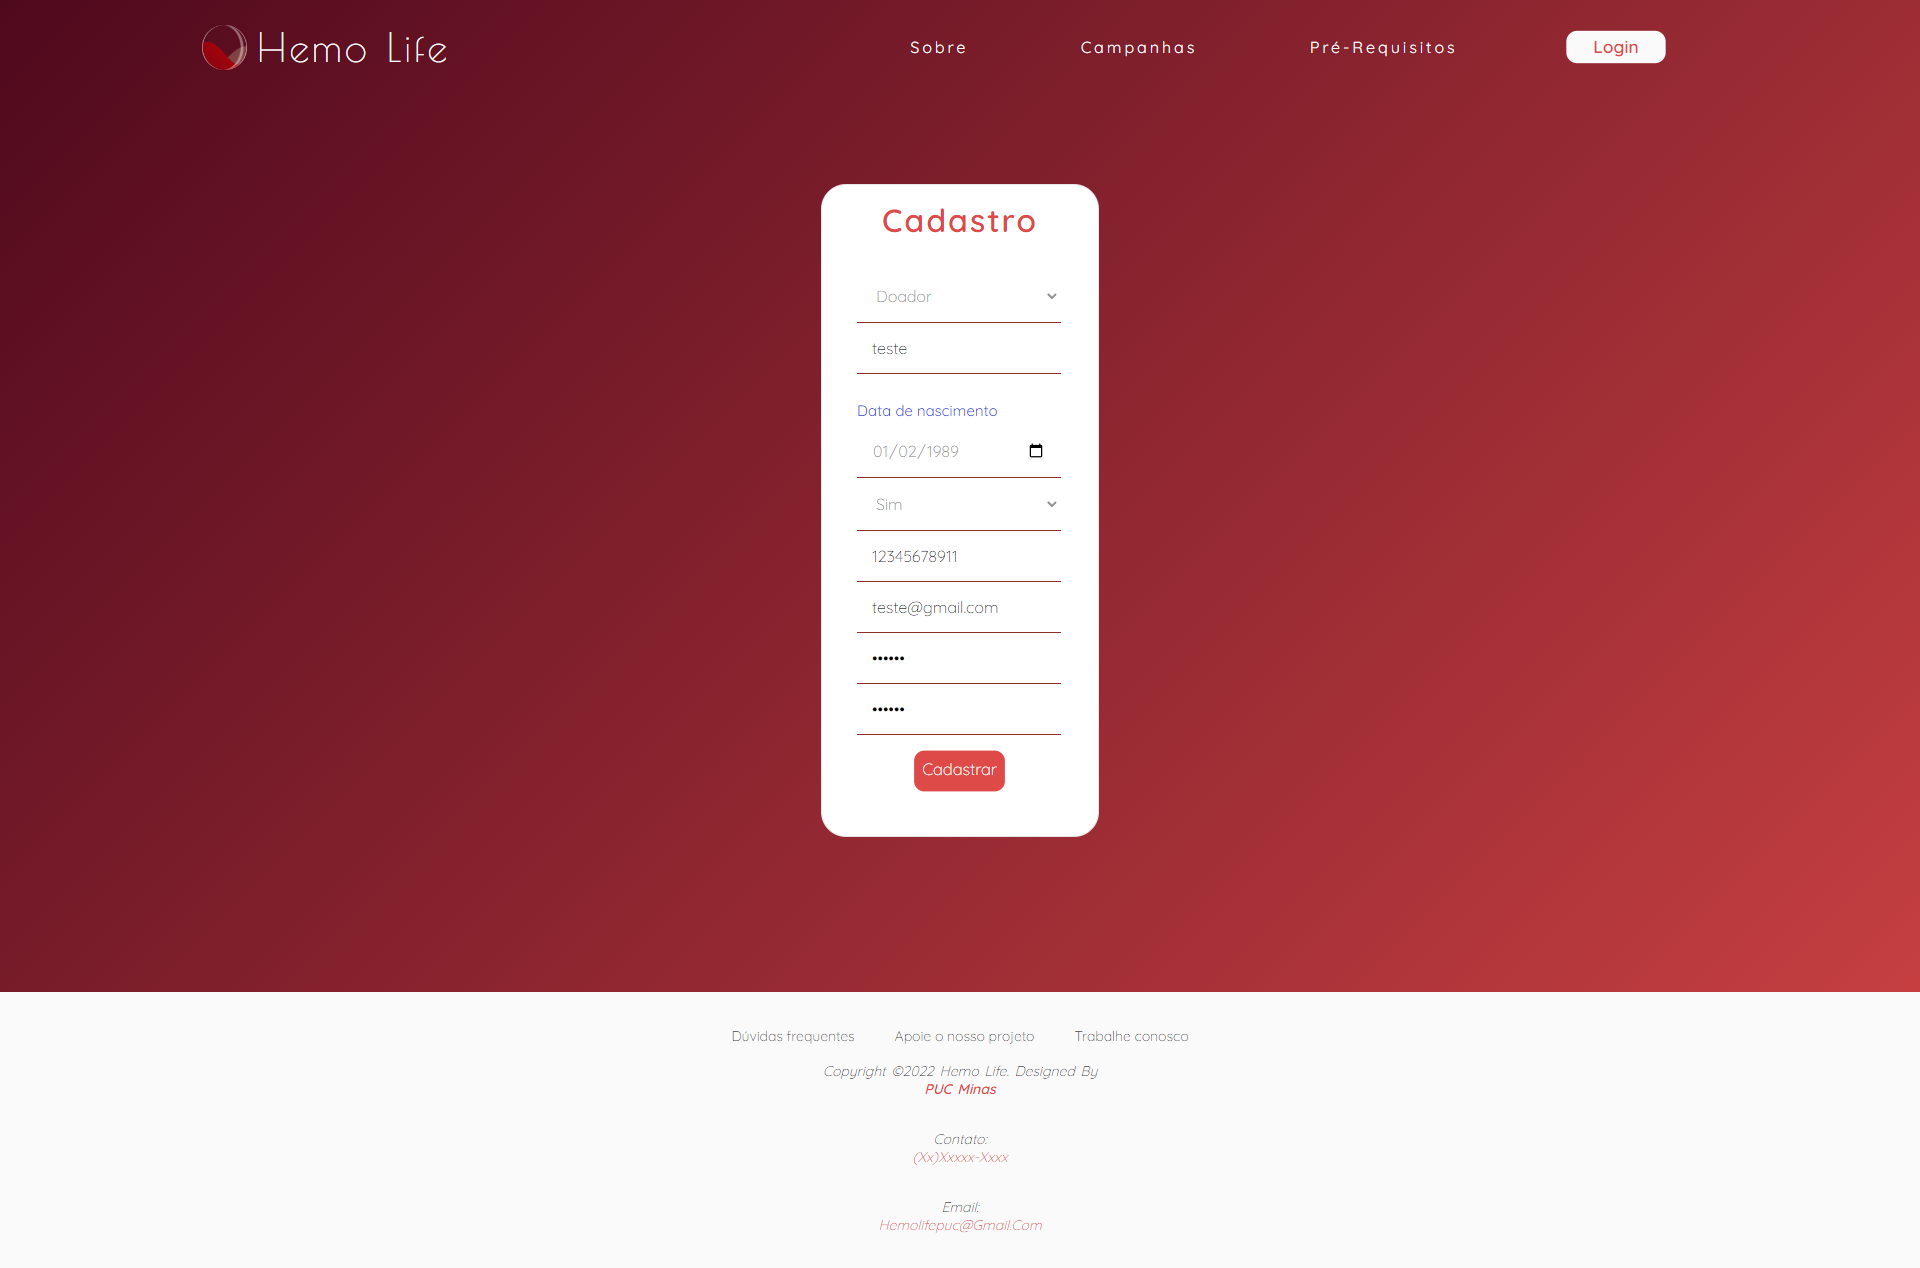 Hemo Life
Sobre
Campanhas
Pré-Requisitos
Login
Cadastro
Doador
teste
Data de nascimento
01/02/1989
Sim
12345678911
teste@gmail.com
••••••
••••••
Cadastrar
Dúvidas frequentes
Apoie o nosso projeto
Trabalhe conosco
Copyright ©2022 Hemo Life. Designed By
PUC Minas
Contato:
(Xx)Xxxxx-Xxxx
Email:
Hemolifepuc@Gmail.Com